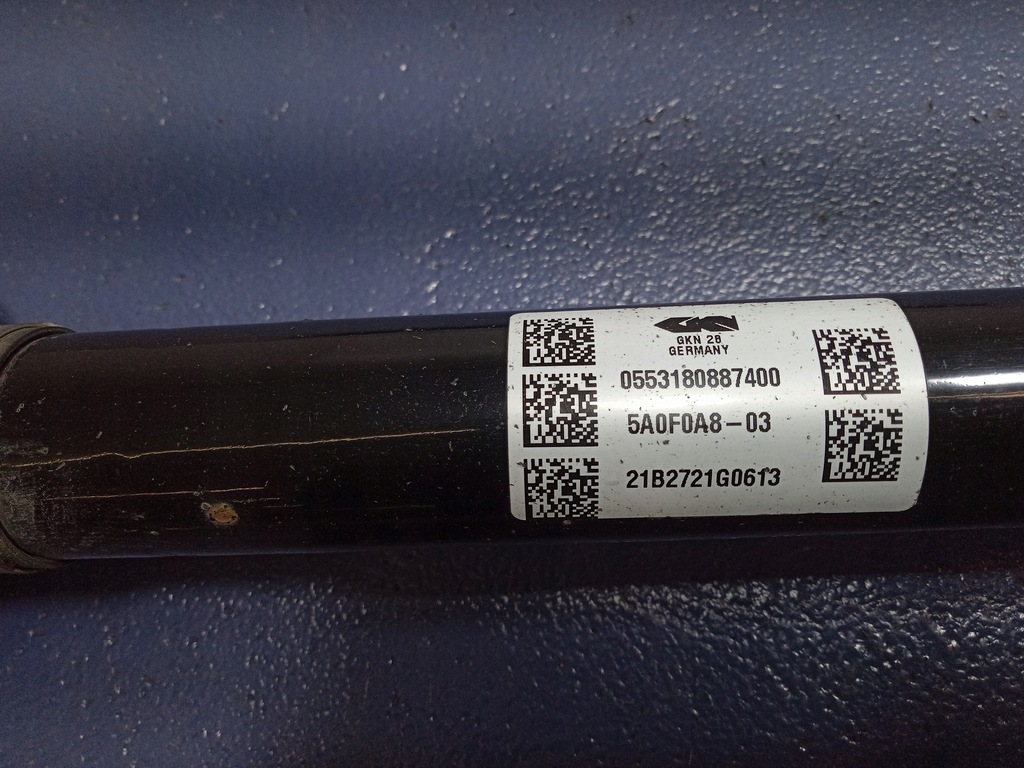 GKN
GKN 26
GERMANY
0553180887400
5A0F0A8-03
21B2721G0613